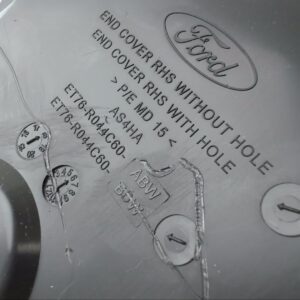 Ford
END COVER RHS WITHOUT HOLE
END COVER RHS WITH HOLE
> P/E MD 15 <
AS4HA
ET76-R044C60-
ET76-R044C60-
ABW